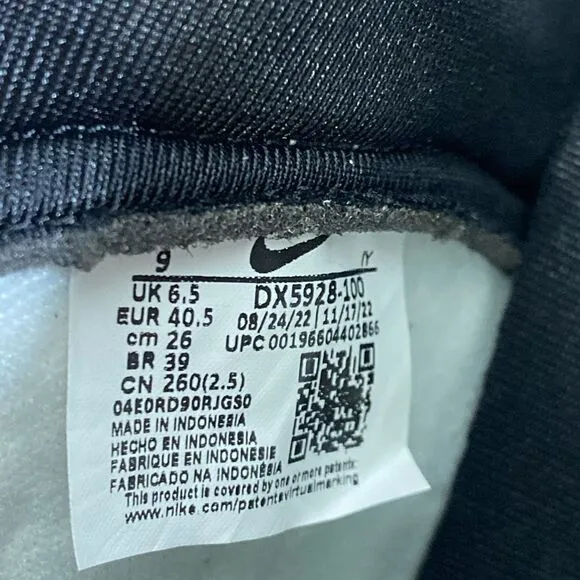 9 IY
UK 6.5 DX5928-100
EUR 40.5 08/24/22 | 11/17/22
cm 26 UPC 00196604402866
BR 39
CN 260(2.5)
04E0RD90RJGS0
MADE IN INDONESIA
HECHO EN INDONESIA
FABRIQUE EN INDONESIE
FABRICADO NA INDONÉSIA
This product is covered by one or more patents:
www.nike.com/patentsvirtualmarking